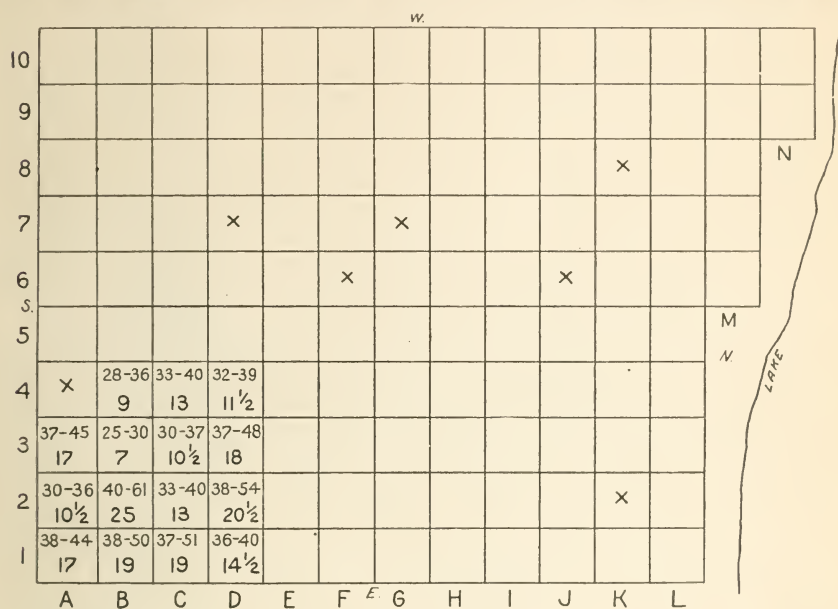 W.
10
9
8 × N
7 × ×
6 × ×
S.
5 M
N.
4 × 28-36 33-40 32-39
9 13 11½
LAKE
3 37-45 25-30 30-37 37-48
17 7 10½ 18
2 30-36 40-61 33-40 38-54 ×
10½ 25 13 20½
1 38-44 38-50 37-51 36-40
17 19 19 14½
A B C D E F E. G H I J K L